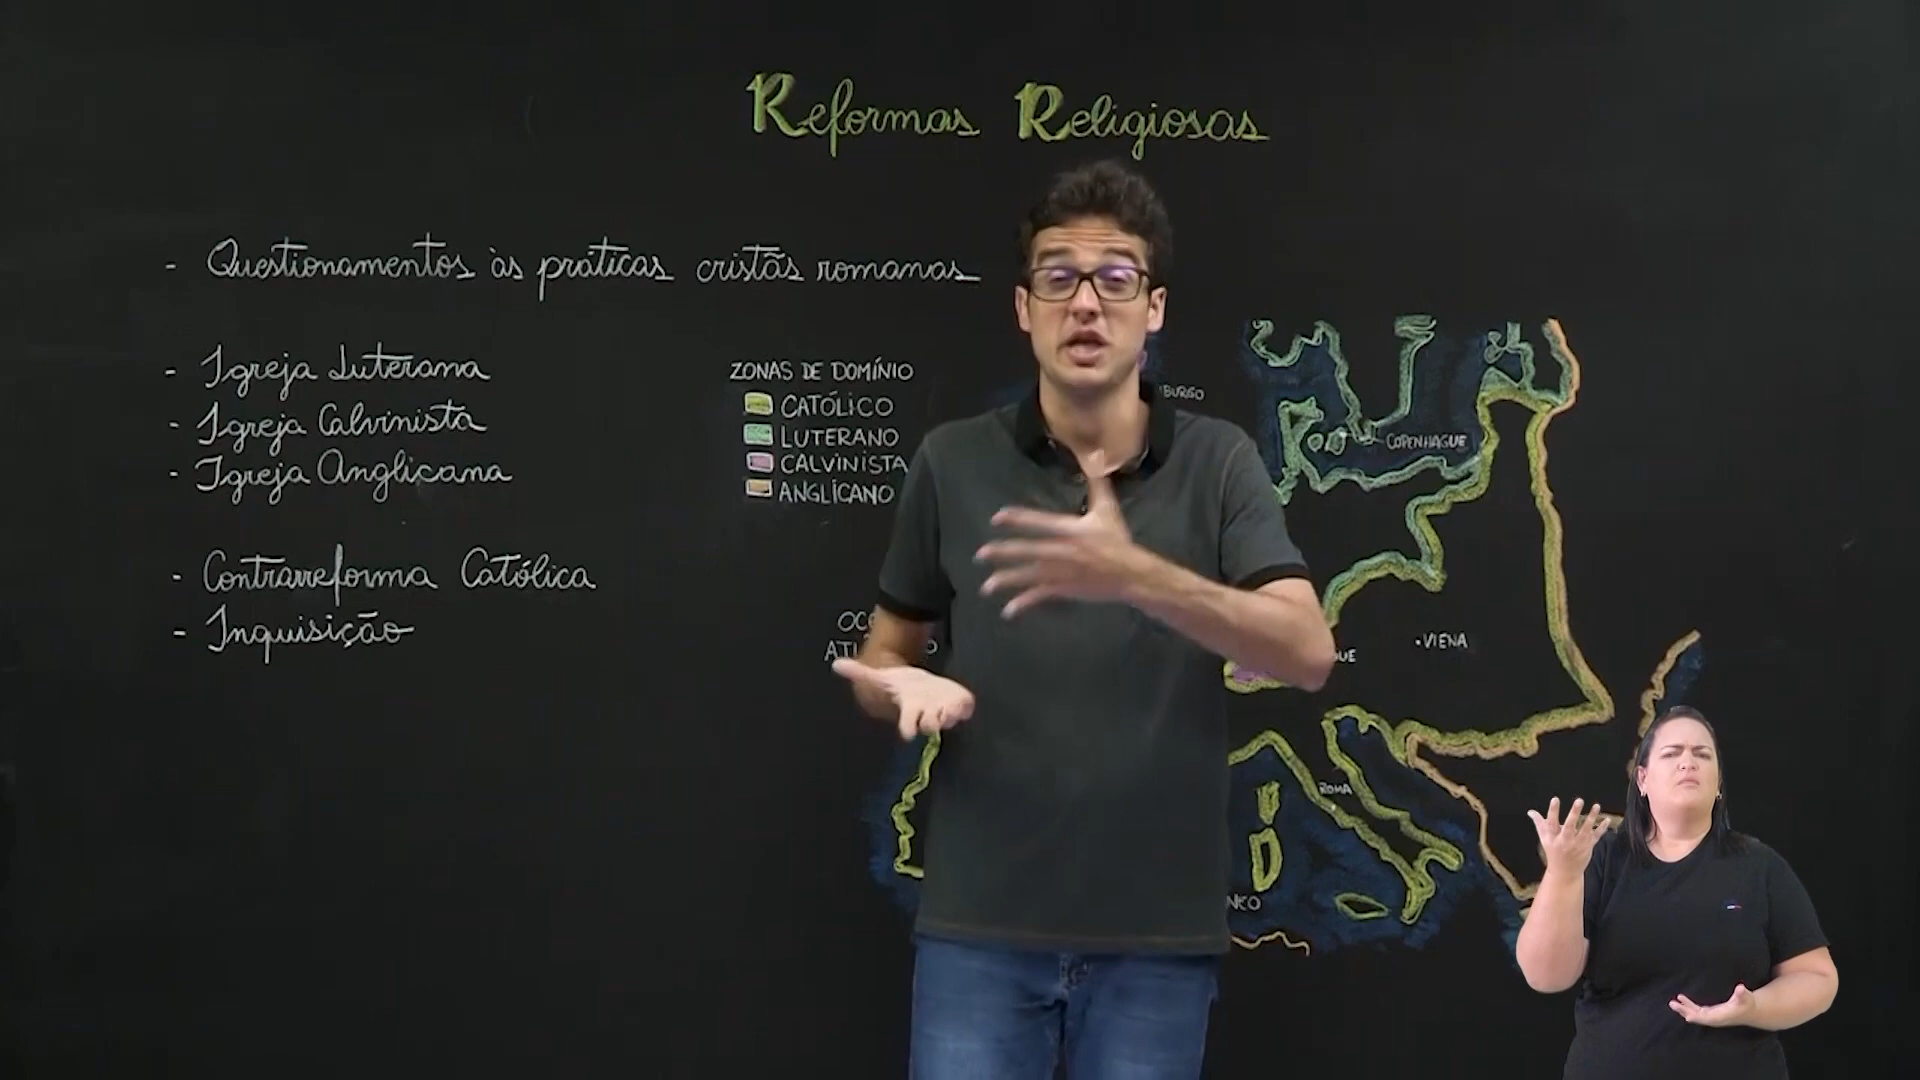 Reformas Religiosas
- Questionamentos às práticas cristãs romanas
- Igreja Luterana
- Igreja Calvinista
- Igreja Anglicana
- Contrarreforma Católica
- Inquisição
ZONAS DE DOMÍNIO
CATÓLICO
LUTERANO
CALVINISTA
ANGLICANO
COPENHAGUE
VIENA
ROMA